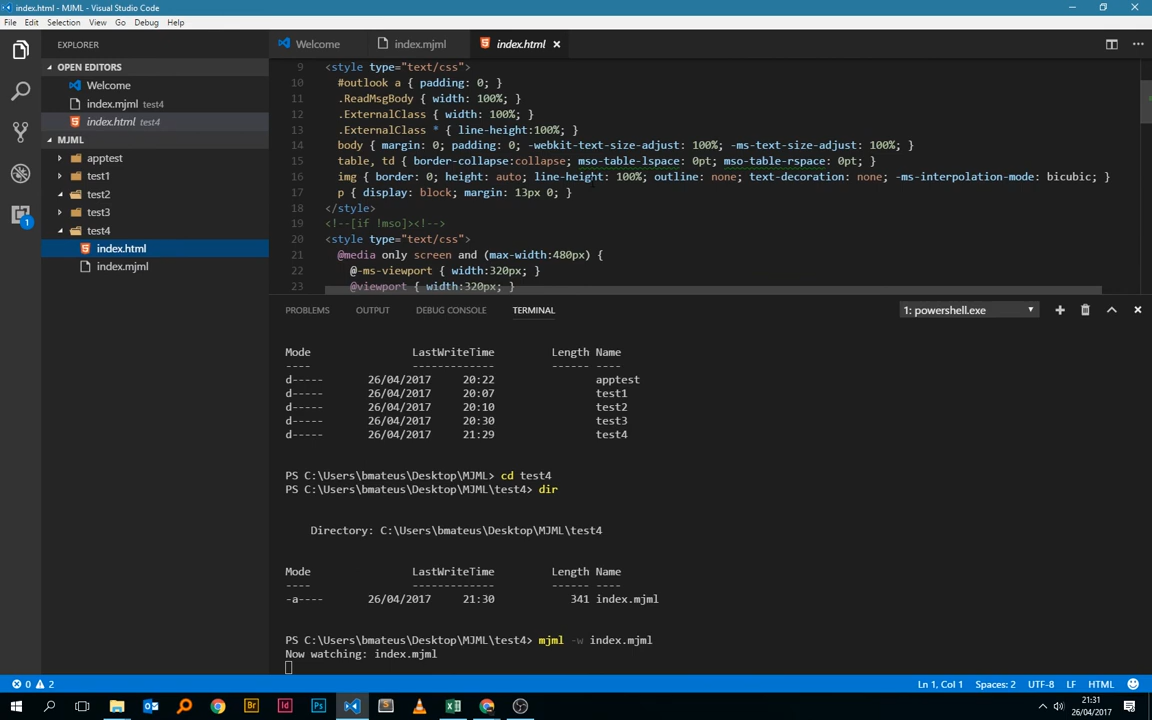 index.html - MJML - Visual Studio Code
File Edit Selection View Go Debug Help
EXPLORER
OPEN EDITORS
Welcome
index.mjml test4
index.html test4
MJML
apptest
test1
test2
test3
test4
index.html
index.mjml
1
Welcome index.mjml index.html
9 <style type="text/css">
10 #outlook a { padding: 0; }
11 .ReadMsgBody { width: 100%; }
12 .ExternalClass { width: 100%; }
13 .ExternalClass * { line-height:100%; }
14 body { margin: 0; padding: 0; -webkit-text-size-adjust: 100%; -ms-text-size-adjust: 100%; }
15 table, td { border-collapse:collapse; mso-table-lspace: 0pt; mso-table-rspace: 0pt; }
16 img { border: 0; height: auto; line-height: 100%; outline: none; text-decoration: none; -ms-interpolation-mode: bicubic; }
17 p { display: block; margin: 13px 0; }
18 </style>
19 <!--[if !mso]><!-->
20 <style type="text/css">
21 @media only screen and (max-width:480px) {
22 @-ms-viewport { width:320px; }
23 @viewport { width:320px; }
PROBLEMS OUTPUT DEBUG CONSOLE TERMINAL 1: powershell.exe
Mode LastWriteTime Length Name
---- ------------- ------ ----
d----- 26/04/2017 20:22 apptest
d----- 26/04/2017 20:07 test1
d----- 26/04/2017 20:10 test2
d----- 26/04/2017 20:30 test3
d----- 26/04/2017 21:29 test4
PS C:\Users\bmateus\Desktop\MJML> cd test4
PS C:\Users\bmateus\Desktop\MJML\test4> dir
Directory: C:\Users\bmateus\Desktop\MJML\test4
Mode LastWriteTime Length Name
---- ------------- ------ ----
-a---- 26/04/2017 21:30 341 index.mjml
PS C:\Users\bmateus\Desktop\MJML\test4> mjml -w index.mjml
Now watching: index.mjml
0 2 Ln 1, Col 1 Spaces: 2 UTF-8 LF HTML
Br Id Ps
21:31
26/04/2017